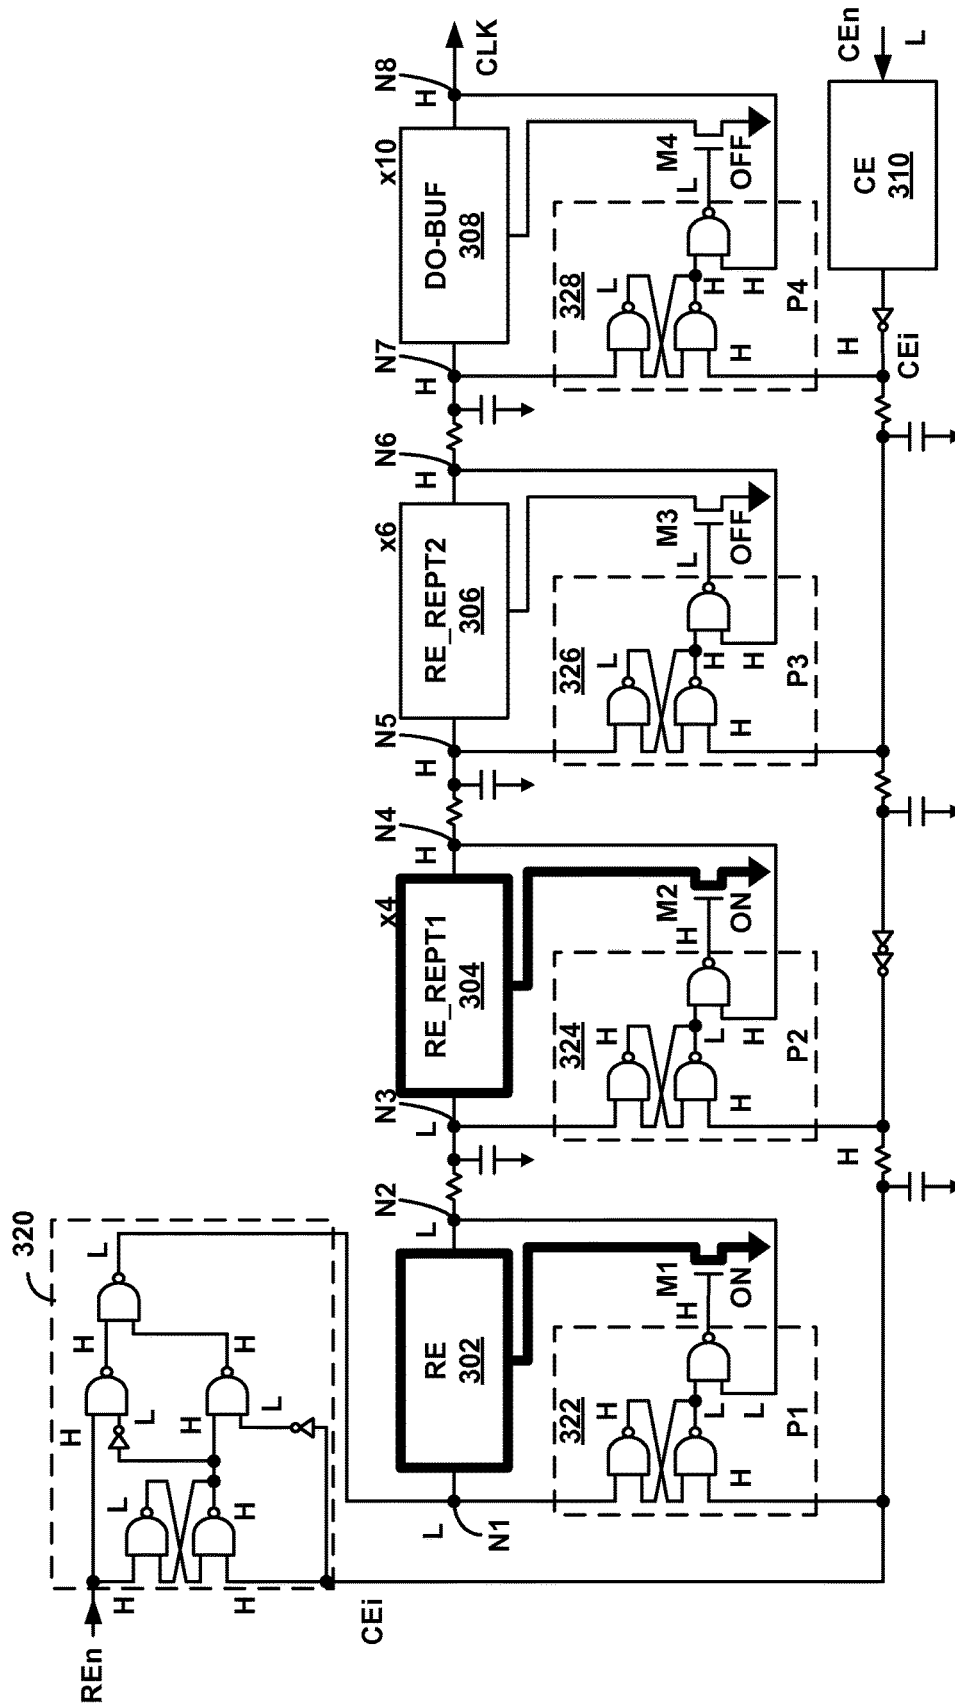 320
REn
H
H
L
H
H
L
H
H
H
L
CEi
L
N1
RE
302
L
N2
L
N3
x4
RE_REPT1
304
H
N4
H
N5
x6
RE_REPT2
306
H
N6
H
N7
x10
DO-BUF
308
H
N8
CLK
322
H
L
L
H
P1
H
M1
ON
324
H
L
H
H
P2
H
M2
ON
326
L
H
H
H
P3
L
M3
OFF
328
L
H
H
H
P4
L
M4
OFF
H
H
CEi
CE
310
CEn
L